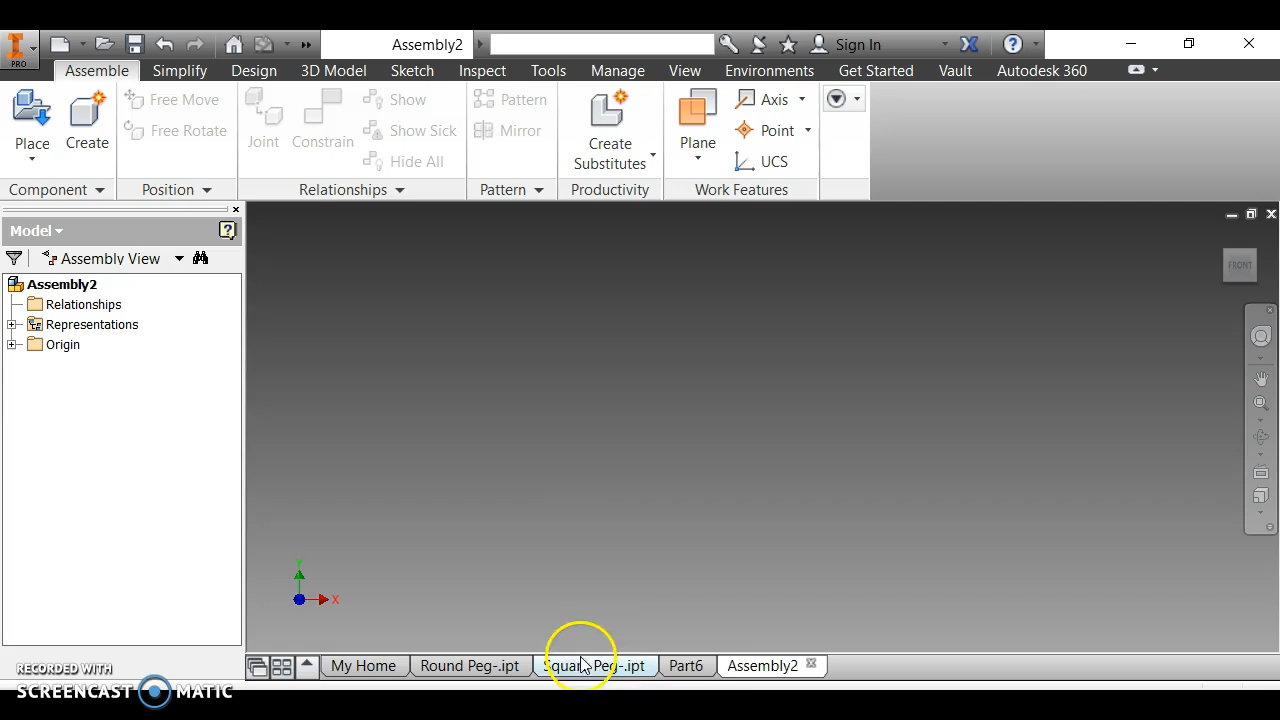 PRO
Assembly2
Sign In
Assemble Simplify Design 3D Model Sketch Inspect Tools Manage View Environments Get Started Vault Autodesk 360
Place
Create
Free Move
Free Rotate
Joint
Constrain
Show
Show Sick
Hide All
Pattern
Mirror
Create
Substitutes
Plane
Axis
Point
UCS
Component Position Relationships Pattern Productivity Work Features
Model
Assembly View
Assembly2
Relationships
Representations
Origin
FRONT
Y
X
My Home Round Peg-.ipt Square Peg-.ipt Part6 Assembly2
RECORDED WITH
SCREENCAST MATIC